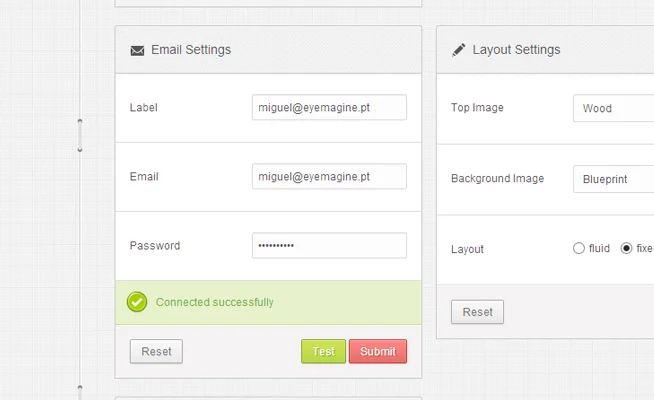 Email Settings
Label
miguel@eyemagine.pt
Email
miguel@eyemagine.pt
Password
••••••••••
Connected successfully
Reset
Test
Submit
Layout Settings
Top Image
Wood
Background Image
Blueprint
Layout
fluid
fixe
Reset